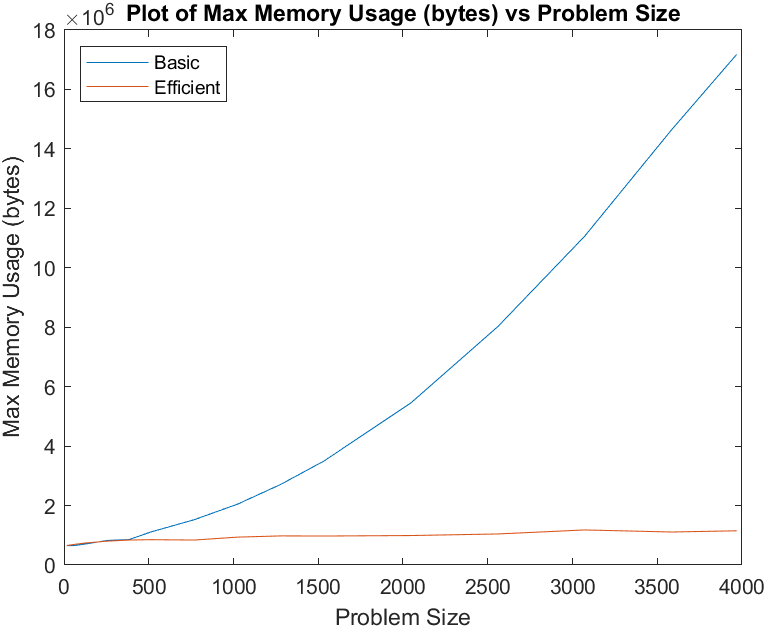 ×10^6 Plot of Max Memory Usage (bytes) vs Problem Size
Basic
Efficient
18
16
14
12
10
8
6
4
2
0
Max Memory Usage (bytes)
0 500 1000 1500 2000 2500 3000 3500 4000
Problem Size